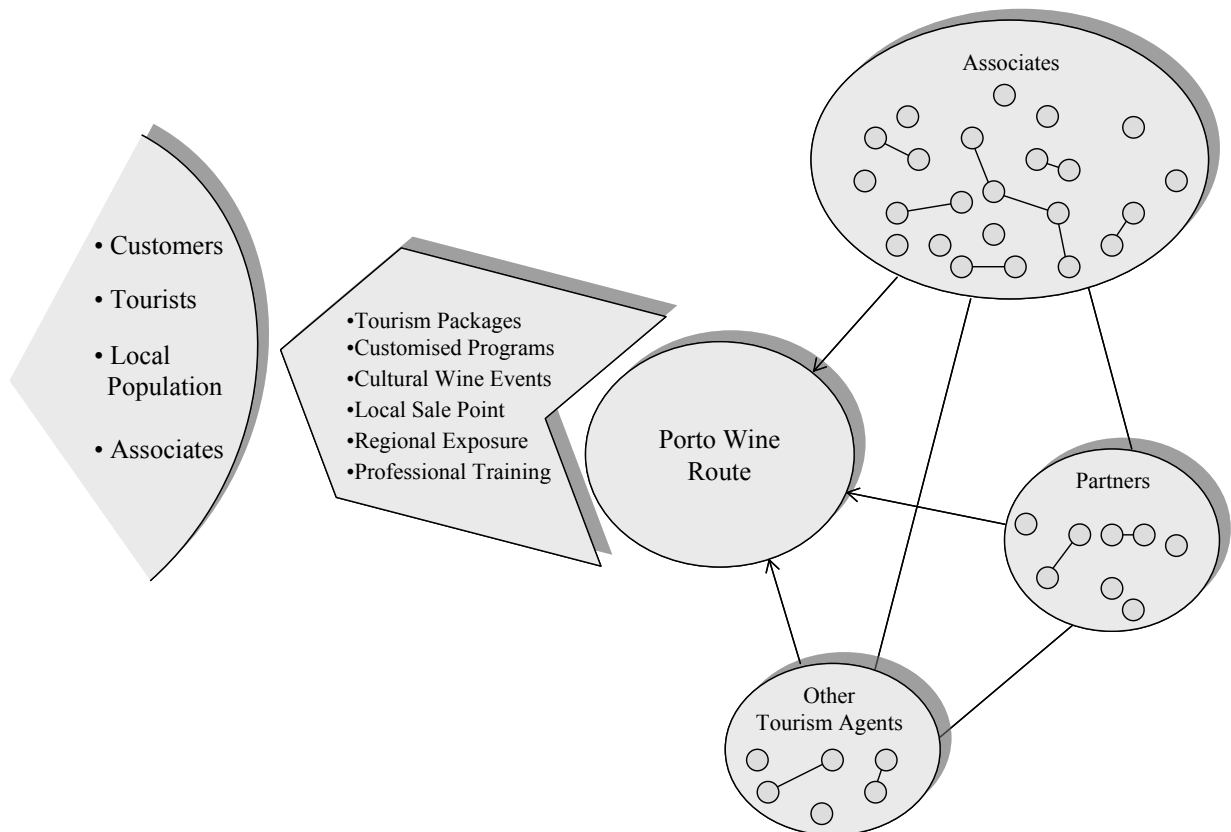 • Customers
• Tourists
• Local
Population
• Associates
•Tourism Packages
•Customised Programs
•Cultural Wine Events
•Local Sale Point
•Regional Exposure
•Professional Training
Porto Wine
Route
Associates
Partners
Other
Tourism Agents